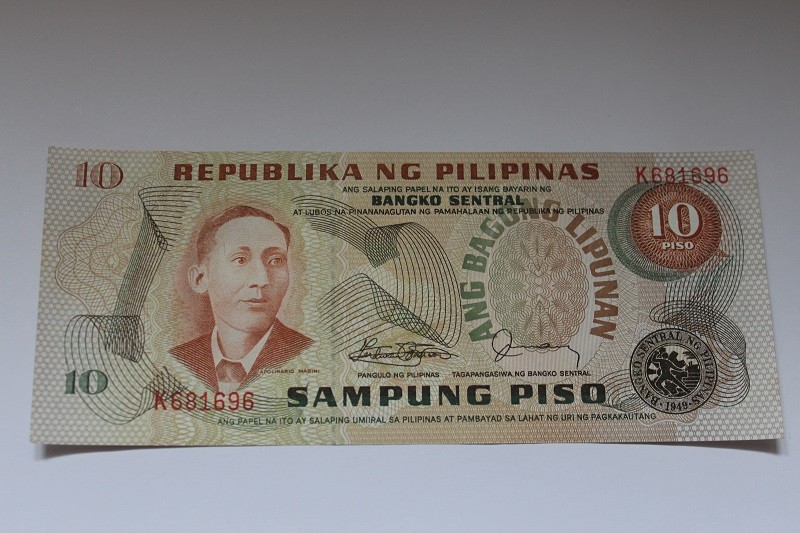 10
REPUBLIKA NG PILIPINAS
K681696
ANG SALAPING PAPEL NA ITO AY ISANG BAYARIN NG
BANGKO SENTRAL
AT LUBOS NA PINANANAGUTAN NG PAMAHALAAN NG REPUBLIKA NG PILIPINAS
10
PISO
ANG BAGONG LIPUNAN
APOLINARIO MABINI
PANGULO NG PILIPINAS
TAGAPANGASIWA, NG BANGKO SENTRAL
BANGKO SENTRAL NG PILIPINAS
1949
10
K681696
SAMPUNG PISO
ANG PAPEL NA ITO AY SALAPING UMIIRAL SA PILIPINAS AT PAMBAYAD SA LAHAT NG URI NG PAGKAKAUTANG